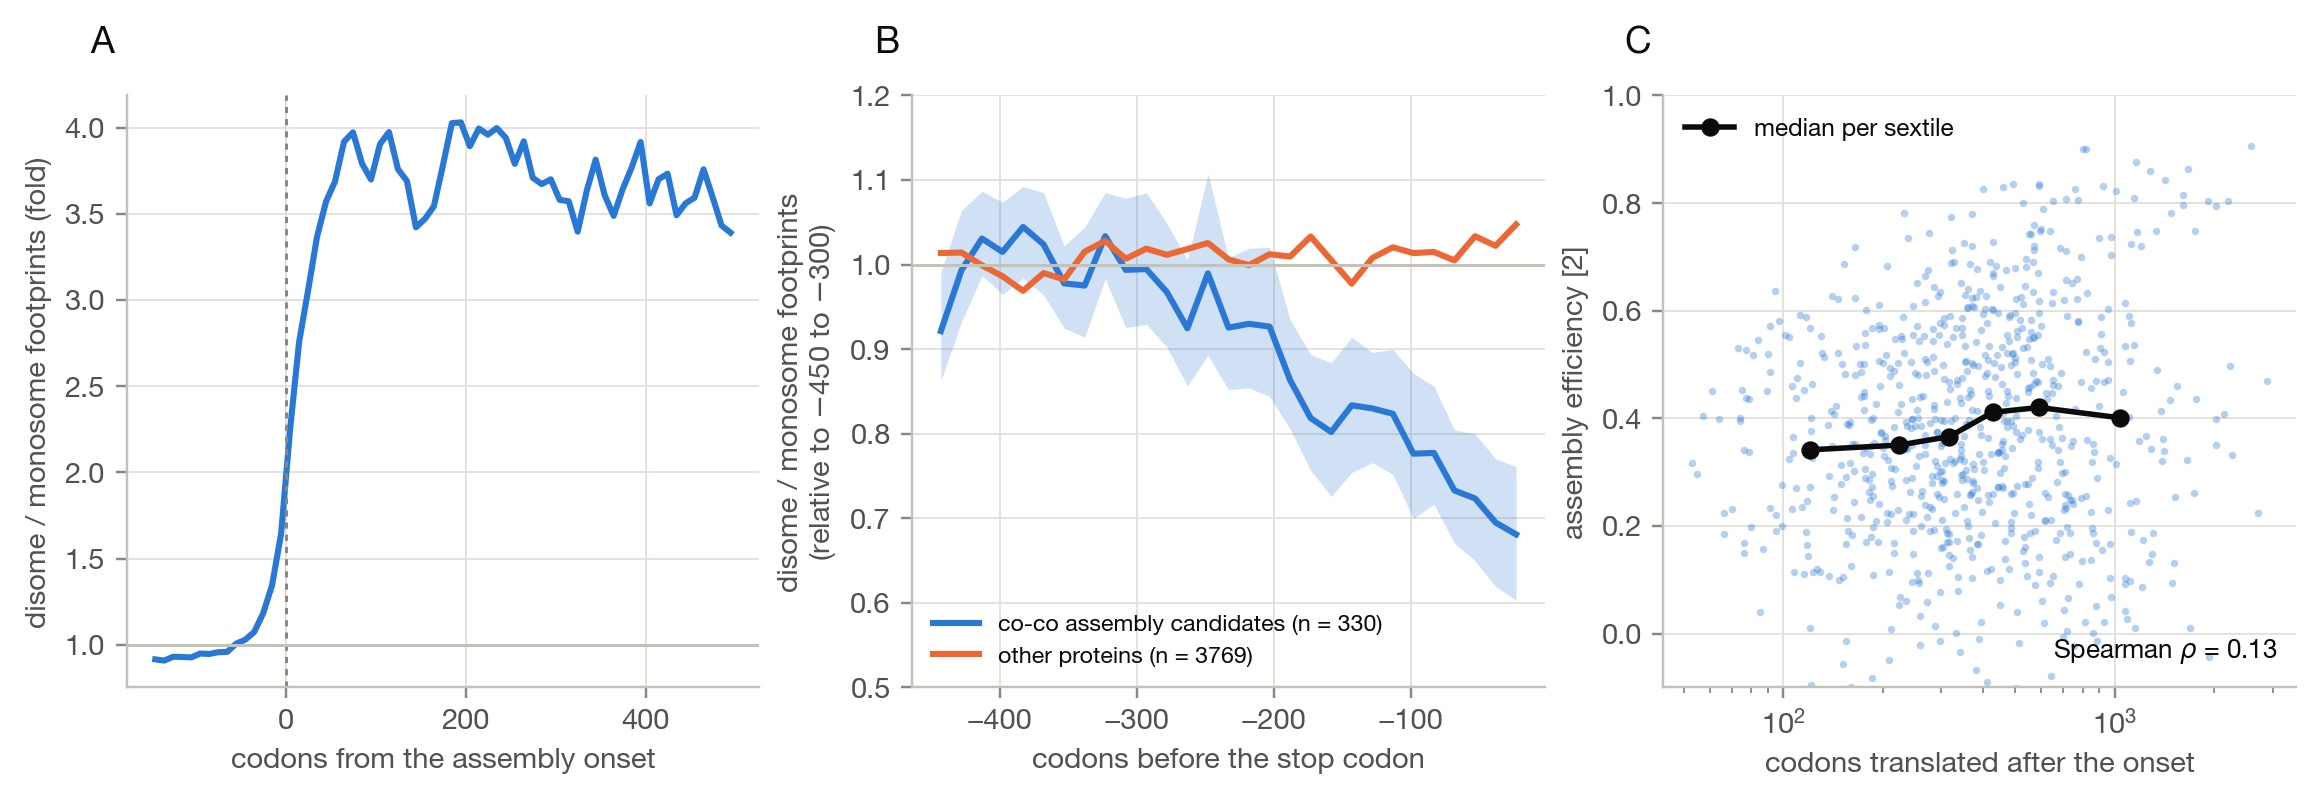 A
disome / monosome footprints (fold)
4.0
3.5
3.0
2.5
2.0
1.5
1.0
0
200
400
codons from the assembly onset
B
disome / monosome footprints
(relative to −450 to −300)
1.2
1.1
1.0
0.9
0.8
0.7
0.6
0.5
co-co assembly candidates (n = 330)
other proteins (n = 3769)
−400
−300
−200
−100
codons before the stop codon
C
assembly efficiency [2]
1.0
0.8
0.6
0.4
0.2
0.0
median per sextile
Spearman ρ = 0.13
10²
10³
codons translated after the onset